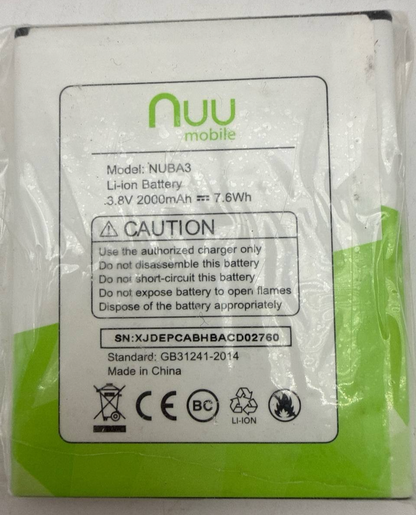 nuu
mobile
Model: NUBA3
Li-ion Battery
3.8V 2000mAh ⎓ 7.6Wh
⚠ CAUTION
Use the authorized charger only
Do not disassemble this battery
Do not short-circuit this battery
Do not expose battery to open flames
Dispose of the battery appropriately
SN:XJDEPCABHBACD02760
Standard: GB31241-2014
Made in China
CE BC LI-ION